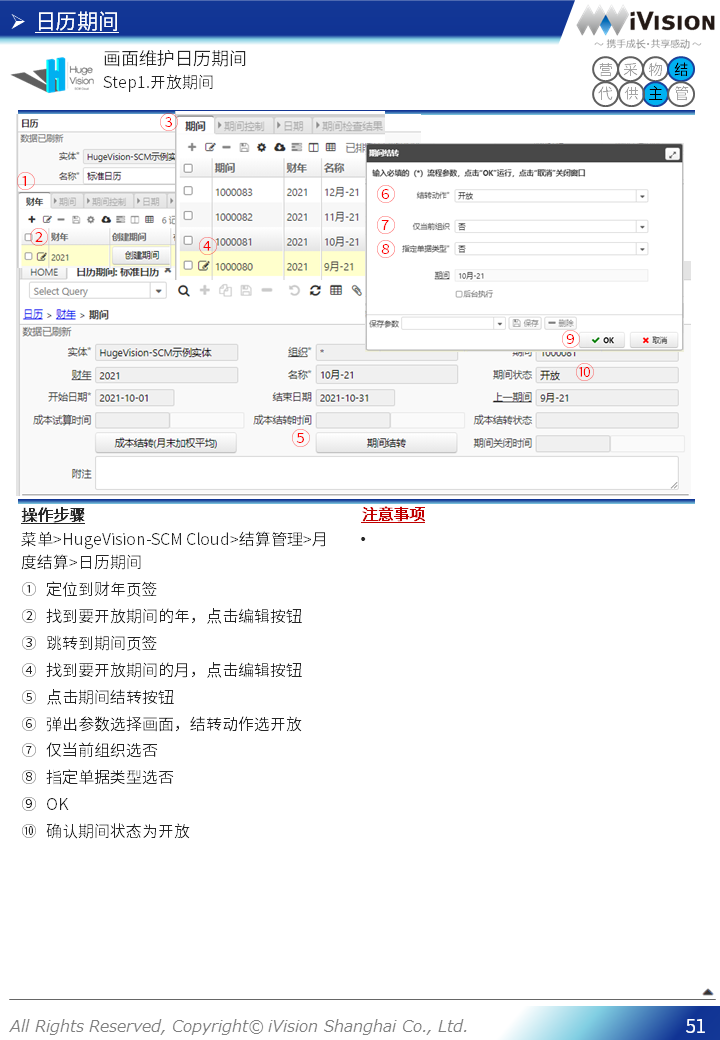 ➢ 日历期间
iVision
～ 携手成长·共享感动 ～
Huge Vision
画面维护日历期间
Step1.开放期间
营 采 物 结
代 供 主 管
日历
数据已刷新
实体* HugeVision-SCM示例实
名称* 标准日历
①
财年 期间 期间控制 日期
6 记
② 财年 创建期间
2021 创建期间
③ 期间 期间控制 日期 期间检查结果
期间 财年 名称
1000083 2021 12月-21
1000082 2021 11月-21
1000081 2021 10月-21
④ 1000080 2021 9月-21
期间结转
输入必填的 (*) 流程参数，点击"OK"运行，点击"取消"关闭窗口
⑥ 结转动作* 开放
⑦ 仅当前组织 否
⑧ 指定单据类型* 否
期间 10月-21
后台执行
保存参数 保存 删除
⑨ OK 取消
HOME 日历期间: 标准日历
Select Query
日历 > 财年 > 期间
数据已刷新
实体* HugeVision-SCM示例实体 组织* * 期间 1000081
财年 2021 名称* 10月-21 期间状态 开放 ⑩
开始日期* 2021-10-01 结束日期 2021-10-31 上一期间 9月-21
成本试算时间 成本结转时间 成本结转状态
成本结转(月末加权平均) ⑤ 期间结转 期间关闭时间
附注
操作步骤
菜单>HugeVision-SCM Cloud>结算管理>月
度结算>日历期间
① 定位到财年页签
② 找到要开放期间的年，点击编辑按钮
③ 跳转到期间页签
④ 找到要开放期间的月，点击编辑按钮
⑤ 点击期间结转按钮
⑥ 弹出参数选择画面，结转动作选开放
⑦ 仅当前组织选否
⑧ 指定单据类型选否
⑨ OK
⑩ 确认期间状态为开放
注意事项
•
All Rights Reserved, Copyright© iVision Shanghai Co., Ltd.
51